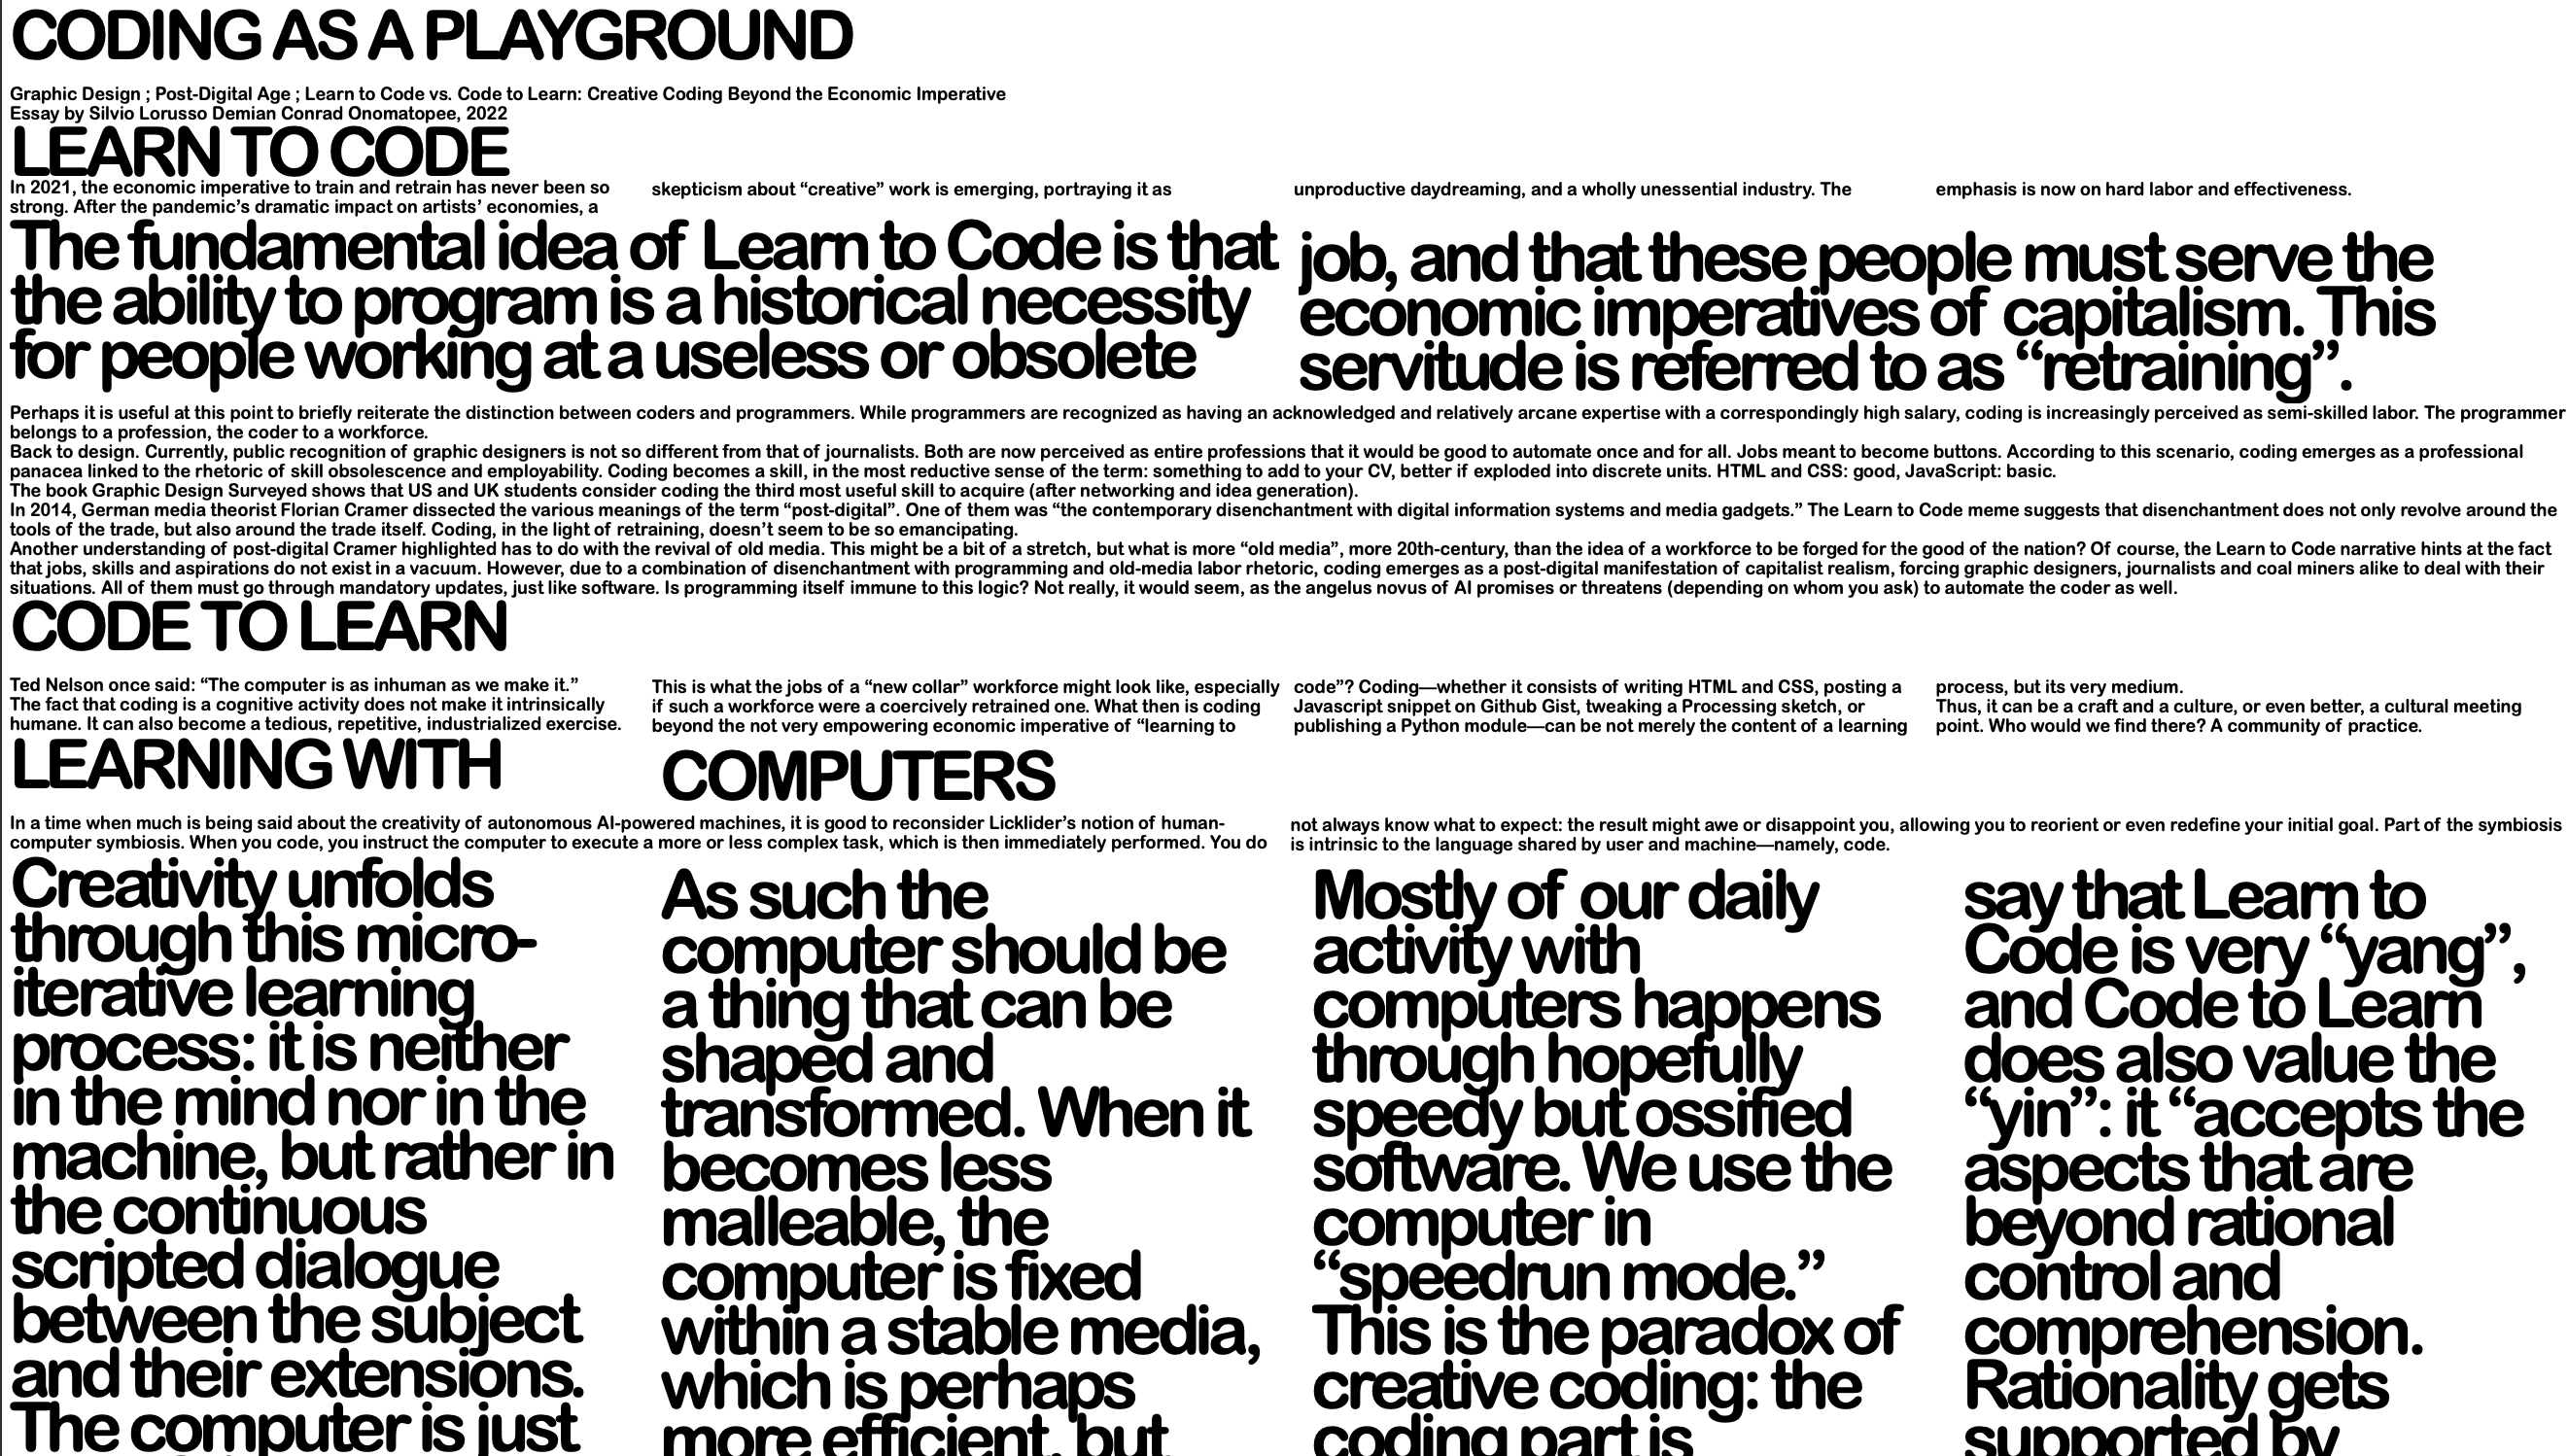 CODING AS A PLAYGROUND
Graphic Design ; Post-Digital Age ; Learn to Code vs. Code to Learn: Creative Coding Beyond the Economic Imperative
Essay by Silvio Lorusso Demian Conrad Onomatopee, 2022
LEARN TO CODE
In 2021, the economic imperative to train and retrain has never been so
strong. After the pandemic’s dramatic impact on artists’ economies, a
skepticism about “creative” work is emerging, portraying it as
unproductive daydreaming, and a wholly unessential industry. The
emphasis is now on hard labor and effectiveness.
The fundamental idea of Learn to Code is that
the ability to program is a historical necessity
for people working at a useless or obsolete
job, and that these people must serve the
economic imperatives of capitalism. This
servitude is referred to as “retraining”.
Perhaps it is useful at this point to briefly reiterate the distinction between coders and programmers. While programmers are recognized as having an acknowledged and relatively arcane expertise with a correspondingly high salary, coding is increasingly perceived as semi-skilled labor. The programmer
belongs to a profession, the coder to a workforce.
Back to design. Currently, public recognition of graphic designers is not so different from that of journalists. Both are now perceived as entire professions that it would be good to automate once and for all. Jobs meant to become buttons. According to this scenario, coding emerges as a professional
panacea linked to the rhetoric of skill obsolescence and employability. Coding becomes a skill, in the most reductive sense of the term: something to add to your CV, better if exploded into discrete units. HTML and CSS: good, JavaScript: basic.
The book Graphic Design Surveyed shows that US and UK students consider coding the third most useful skill to acquire (after networking and idea generation).
In 2014, German media theorist Florian Cramer dissected the various meanings of the term “post-digital”. One of them was “the contemporary disenchantment with digital information systems and media gadgets.” The Learn to Code meme suggests that disenchantment does not only revolve around the
tools of the trade, but also around the trade itself. Coding, in the light of retraining, doesn’t seem to be so emancipating.
Another understanding of post-digital Cramer highlighted has to do with the revival of old media. This might be a bit of a stretch, but what is more “old media”, more 20th-century, than the idea of a workforce to be forged for the good of the nation? Of course, the Learn to Code narrative hints at the fact
that jobs, skills and aspirations do not exist in a vacuum. However, due to a combination of disenchantment with programming and old-media labor rhetoric, coding emerges as a post-digital manifestation of capitalist realism, forcing graphic designers, journalists and coal miners alike to deal with their
situations. All of them must go through mandatory updates, just like software. Is programming itself immune to this logic? Not really, it would seem, as the angelus novus of AI promises or threatens (depending on whom you ask) to automate the coder as well.
CODE TO LEARN
Ted Nelson once said: “The computer is as inhuman as we make it.”
The fact that coding is a cognitive activity does not make it intrinsically
humane. It can also become a tedious, repetitive, industrialized exercise.
This is what the jobs of a “new collar” workforce might look like, especially
if such a workforce were a coercively retrained one. What then is coding
beyond the not very empowering economic imperative of “learning to
code”? Coding—whether it consists of writing HTML and CSS, posting a
Javascript snippet on Github Gist, tweaking a Processing sketch, or
publishing a Python module—can be not merely the content of a learning
process, but its very medium.
Thus, it can be a craft and a culture, or even better, a cultural meeting
point. Who would we find there? A community of practice.
LEARNING WITH
COMPUTERS
In a time when much is being said about the creativity of autonomous AI-powered machines, it is good to reconsider Licklider’s notion of human-
computer symbiosis. When you code, you instruct the computer to execute a more or less complex task, which is then immediately performed. You do
not always know what to expect: the result might awe or disappoint you, allowing you to reorient or even redefine your initial goal. Part of the symbiosis
is intrinsic to the language shared by user and machine—namely, code.
Creativity unfolds
through this micro-
iterative learning
process: it is neither
in the mind nor in the
machine, but rather in
the continuous
scripted dialogue
between the subject
and their extensions.
The computer is just
As such the
computer should be
a thing that can be
shaped and
transformed. When it
becomes less
malleable, the
computer is fixed
within a stable media,
which is perhaps
more efficient, but
Mostly of our daily
activity with
computers happens
through hopefully
speedy but ossified
software. We use the
computer in
“speedrun mode.”
This is the paradox of
creative coding: the
coding part is
say that Learn to
Code is very “yang”,
and Code to Learn
does also value the
“yin”: it “accepts the
aspects that are
beyond rational
control and
comprehension.
Rationality gets
supported by